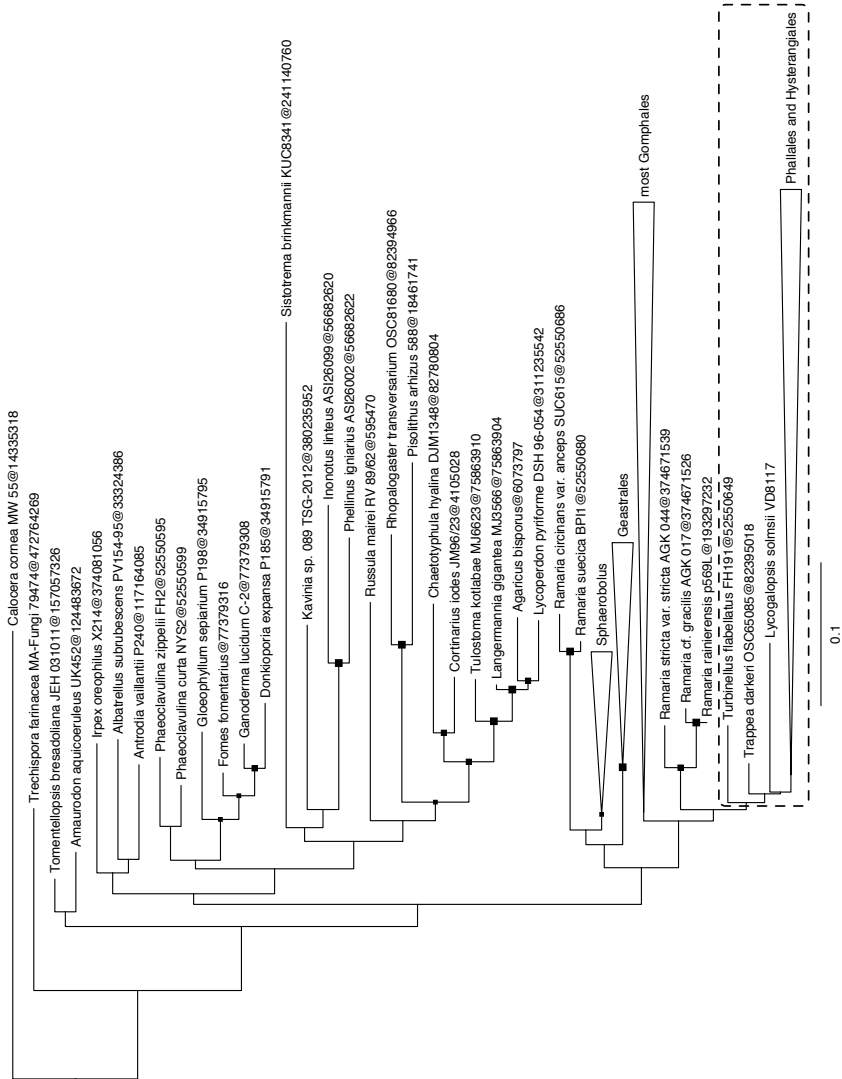 Calocera cornea MW 55@14335318
Trechispora farinacea MA-Fungi 79474@472764269
Tomentellopsis bresadoliana JEH 031011@157057326
Amaurodon aquicoeruleus UK452@124483672
Irpex oreophilus X214@374081056
Albatrellus subrubescens PV154-95@33324386
Antrodia vaillantii P240@117164085
Phaeoclavulina zippelii FH2@52550595
Phaeoclavulina curta NYS2@52550599
Gloeophyllum sepiarium P198@34915795
Fomes fomentarius@77379316
Ganoderma lucidum C-2@77379308
Donkioporia expansa P185@34915791
Sistotrema brinkmannii KUC8341@241140760
Kavinia sp. 089 TSG-2012@380235952
Inonotus linteus ASI26099@56682620
Phellinus igniarius ASI26002@56682622
Russula mairei RV 89/62@595470
Rhopalogaster transversarium OSC81680@82394966
Pisolithus arhizus 588@18461741
Chaetotyphula hyalina DJM1348@82780804
Cortinarius iodes JM96/23@4105028
Tulostoma kotlabae MJ6623@75863910
Langermannia gigantea MJ3566@75863904
Agaricus bisporus@6073797
Lycoperdon pyriforme DSH 96-054@311235542
Ramaria circinans var. anceps SUC615@52550686
Ramaria suecica BPI1@52550680
Sphaerobolus
Geastrales
most Gomphales
Ramaria stricta var. stricta AGK 044@374671539
Ramaria cf. gracilis AGK 017@374671526
Ramaria rainierensis p569L@193297232
Turbinellus flabellatus FH191@52550649
Trappea darkeri OSC65085@82395018
Lycogalopsis solmsii VD8117
Phallales and Hysterangiales
0.1